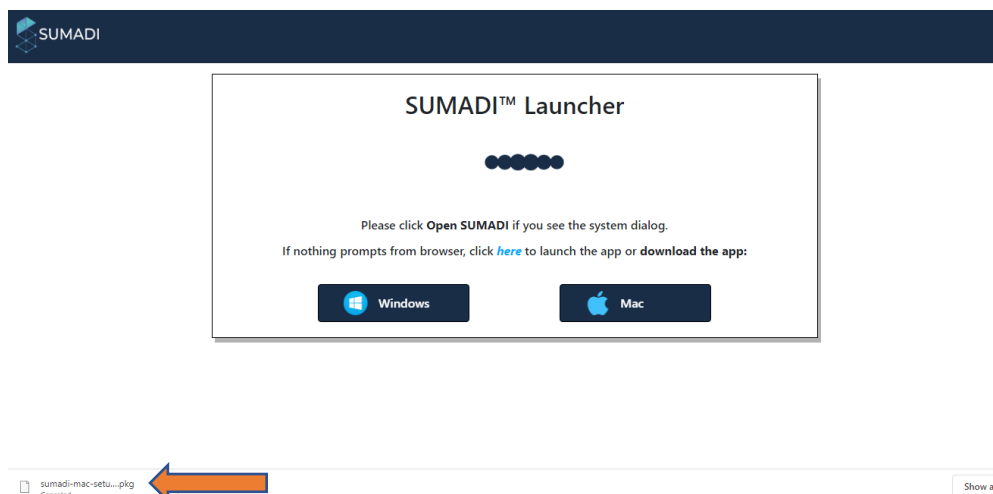 SUMADI
SUMADI™ Launcher
Please click Open SUMADI if you see the system dialog.
If nothing prompts from browser, click here to launch the app or download the app:
Windows
Mac
sumadi-mac-setu....pkg
Show a